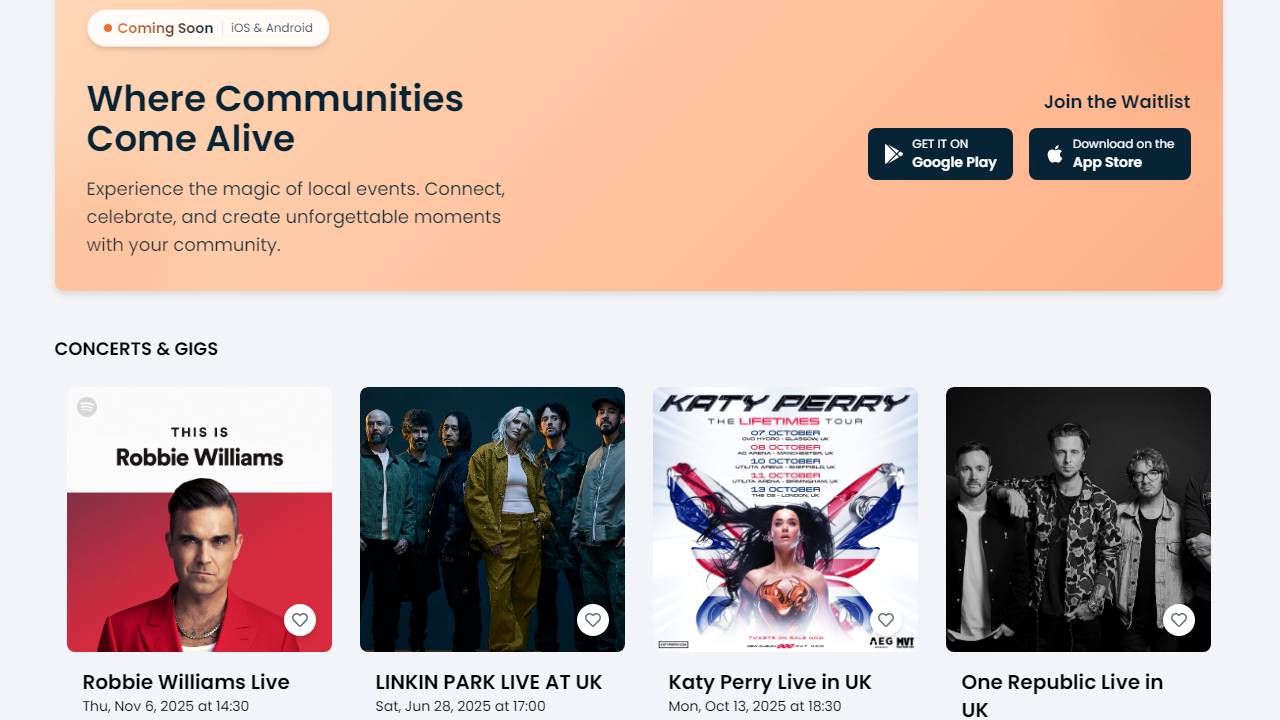 Coming Soon
iOS & Android
Where Communities
Come Alive
Experience the magic of local events. Connect,
celebrate, and create unforgettable moments
with your community.
Join the Waitlist
GET IT ON
Google Play
Download on the
App Store
CONCERTS & GIGS
THIS IS
Robbie Williams
KATY PERRY
THE LIFETIMES TOUR
07 OCTOBER
OVO HYDRO - GLASGOW, UK
08 OCTOBER
AO ARENA - MANCHESTER, UK
10 OCTOBER
UTILITA ARENA - SHEFFIELD, UK
11 OCTOBER
UTILITA ARENA - BIRMINGHAM, UK
13 OCTOBER
THE O2 - LONDON, UK
TICKETS ON SALE NOW
AEG
Robbie Williams Live
Thu, Nov 6, 2025 at 14:30
LINKIN PARK LIVE AT UK
Sat, Jun 28, 2025 at 17:00
Katy Perry Live in UK
Mon, Oct 13, 2025 at 18:30
One Republic Live in
UK